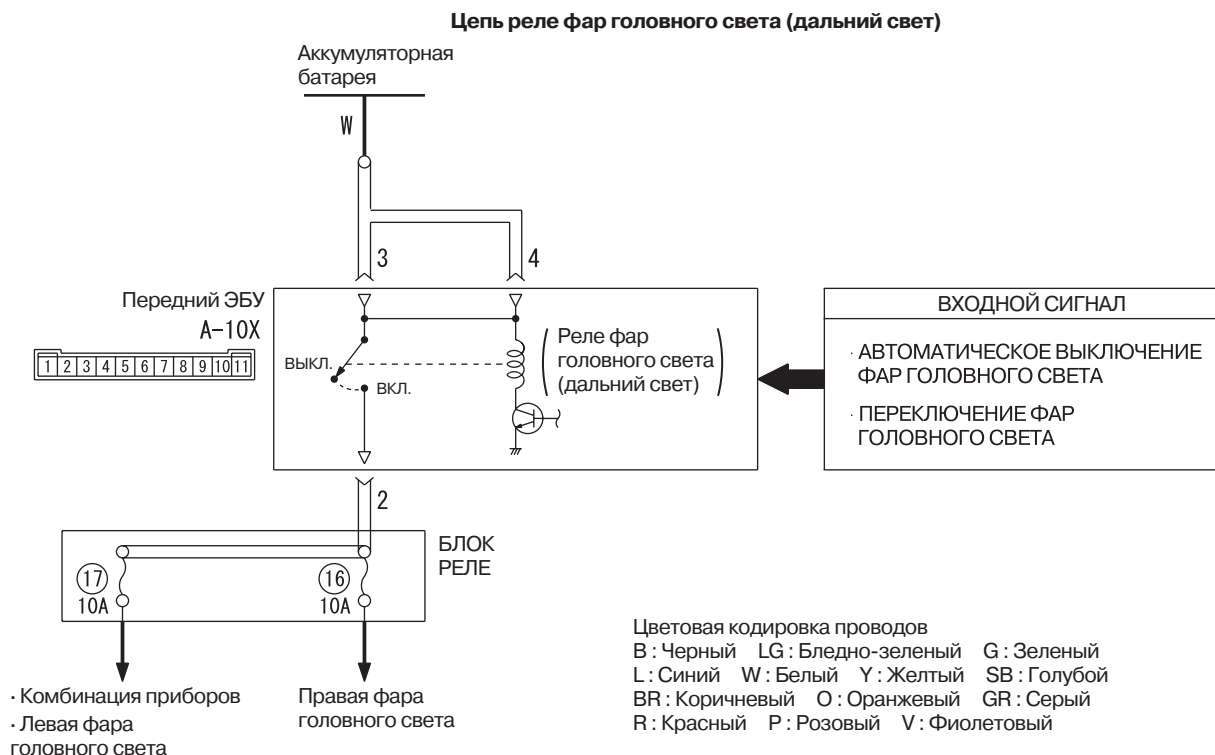 Цепь реле фар головного света (дальний свет)
Аккумуляторная
батарея
W
3
4
Передний ЭБУ
A-10X
1 2 3 4 5 6 7 8 9 10 11
ВЫКЛ.
ВКЛ.
Реле фар
головного света
(дальний свет)
ВХОДНОЙ СИГНАЛ
· АВТОМАТИЧЕСКОЕ ВЫКЛЮЧЕНИЕ
ФАР ГОЛОВНОГО СВЕТА
· ПЕРЕКЛЮЧЕНИЕ ФАР
ГОЛОВНОГО СВЕТА
2
БЛОК
РЕЛЕ
17
10A
16
10A
· Комбинация приборов
· Левая фара
головного света
Правая фара
головного света
Цветовая кодировка проводов
B : Черный LG : Бледно-зеленый G : Зеленый
L : Синий W : Белый Y : Желтый SB : Голубой
BR : Коричневый O : Оранжевый GR : Серый
R : Красный P : Розовый V : Фиолетовый